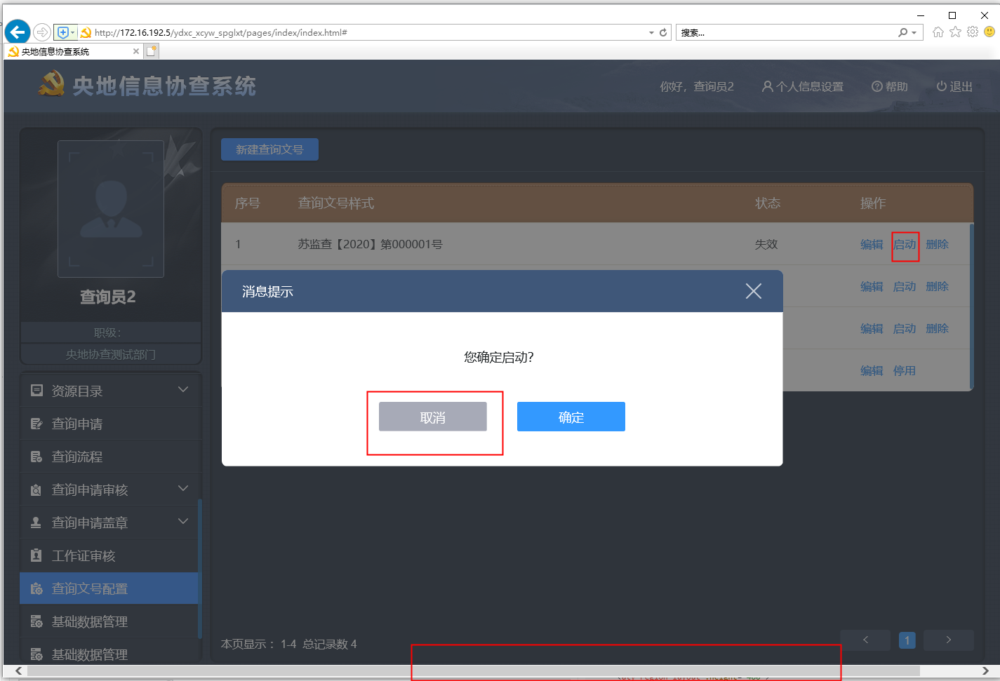 http://172.16.192.5/ydxc_xcyw_spglxt/pages/index/index.html#
搜索...
央地信息协查系统
央地信息协查系统
你好，查询员2
个人信息设置
帮助
退出
新建查询文号
序号 查询文号样式 状态 操作
1 苏监查【2020】第000001号 失效 编辑 启动 删除
编辑 启动 删除
编辑 启动 删除
编辑 停用
查询员2
职级：
央地协查测试部门
资源目录
查询申请
查询流程
查询申请审核
查询申请盖章
工作证审核
查询文号配置
基础数据管理
基础数据管理
消息提示
您确定启动？
取消 确定
本页显示： 1-4 总记录数 4
< 1 >